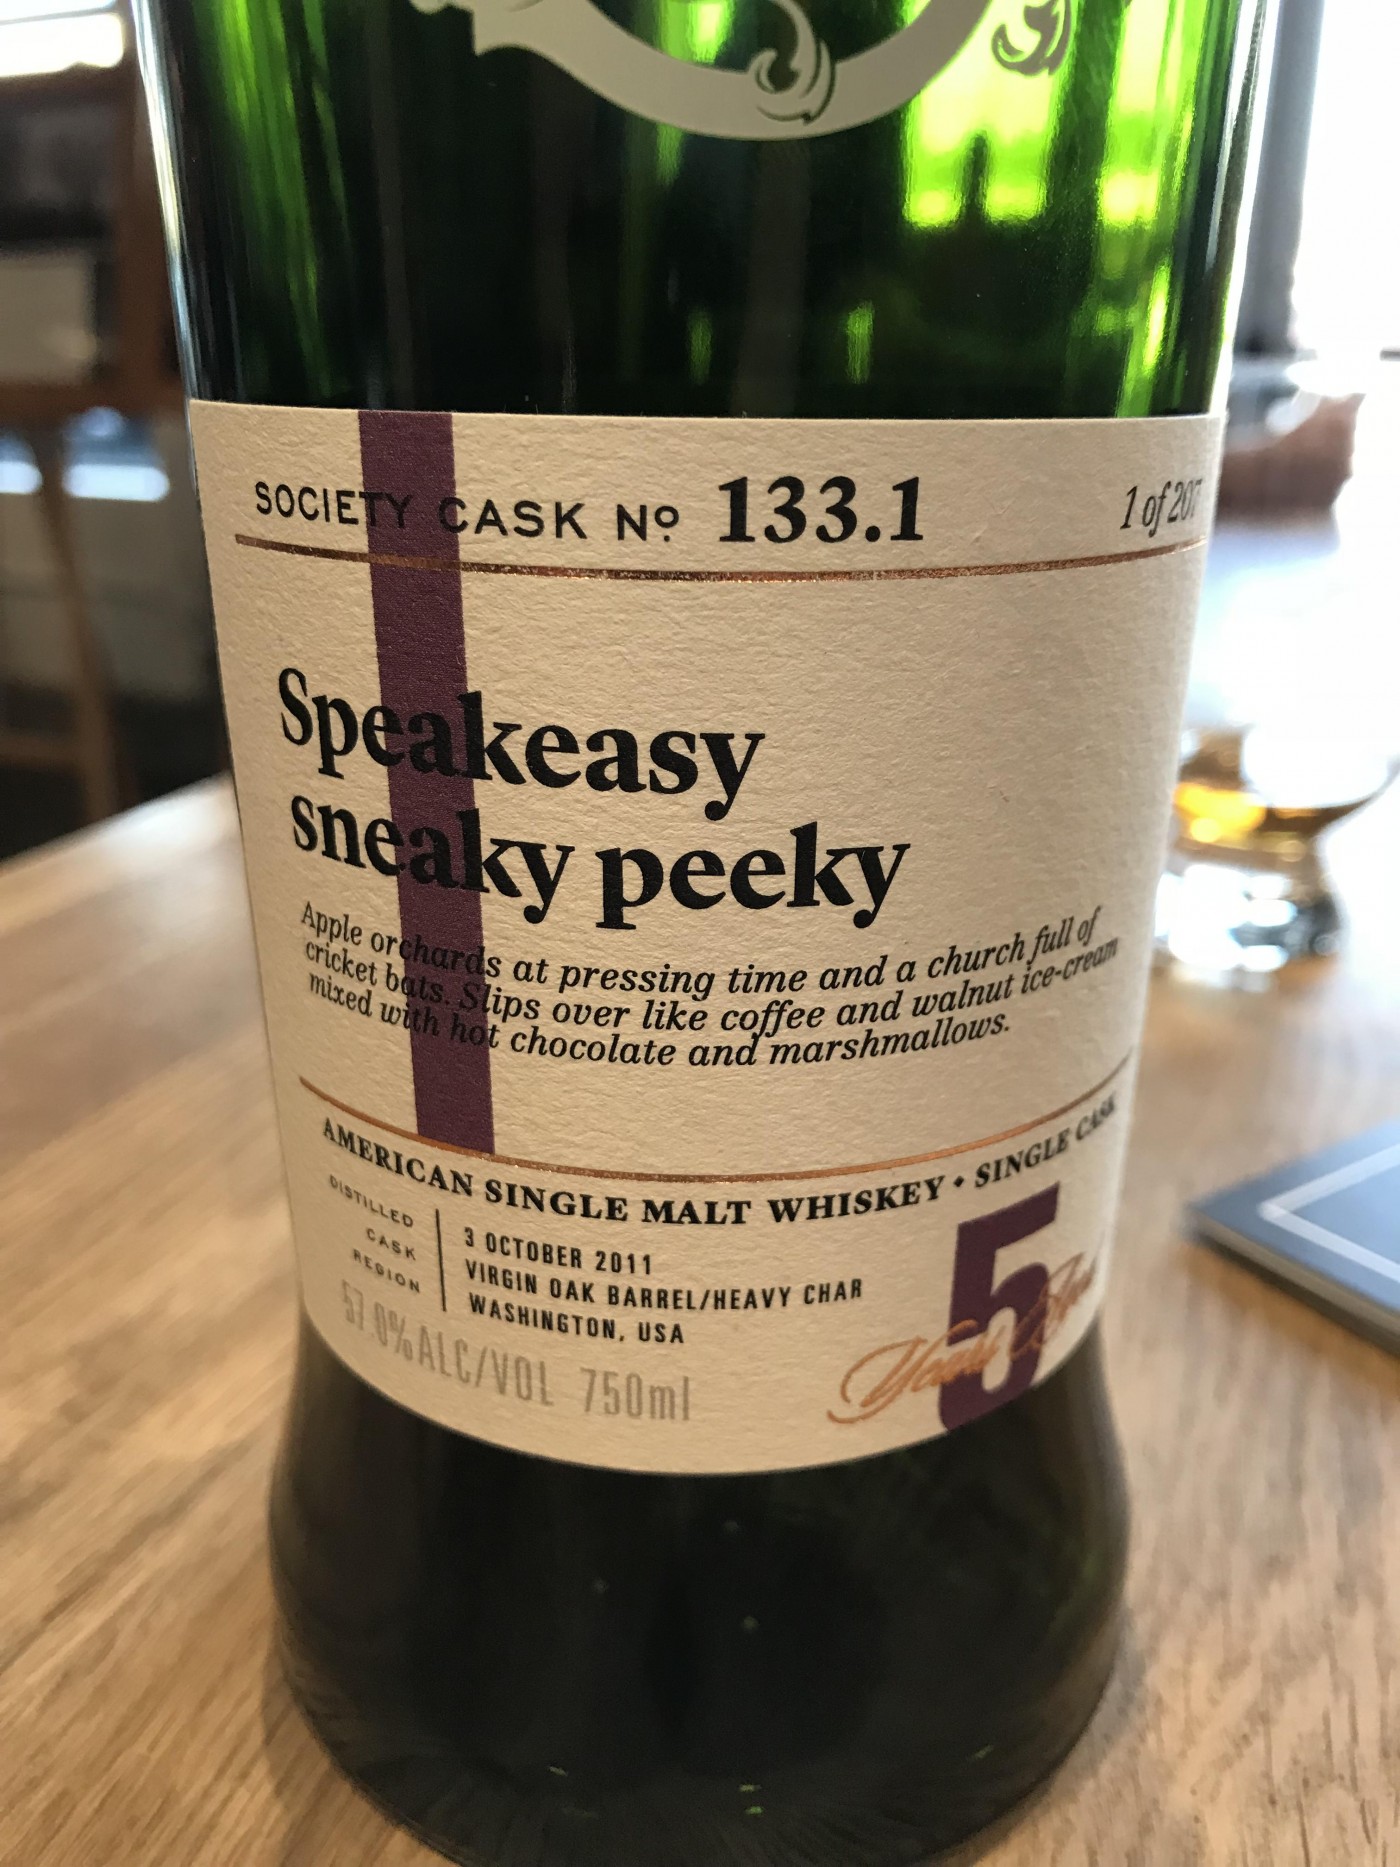 SOCIETY CASK Nº 133.1 1 of 207
Speakeasy
sneaky peeky
Apple orchards at pressing time and a church full of
cricket bats. Slips over like coffee and walnut ice-cream
mixed with hot chocolate and marshmallows.
AMERICAN SINGLE MALT WHISKEY • SINGLE CASK
DISTILLED 3 OCTOBER 2011
CASK VIRGIN OAK BARREL/HEAVY CHAR
REGION WASHINGTON, USA
57.0%ALC/VOL 750ml
5
Years